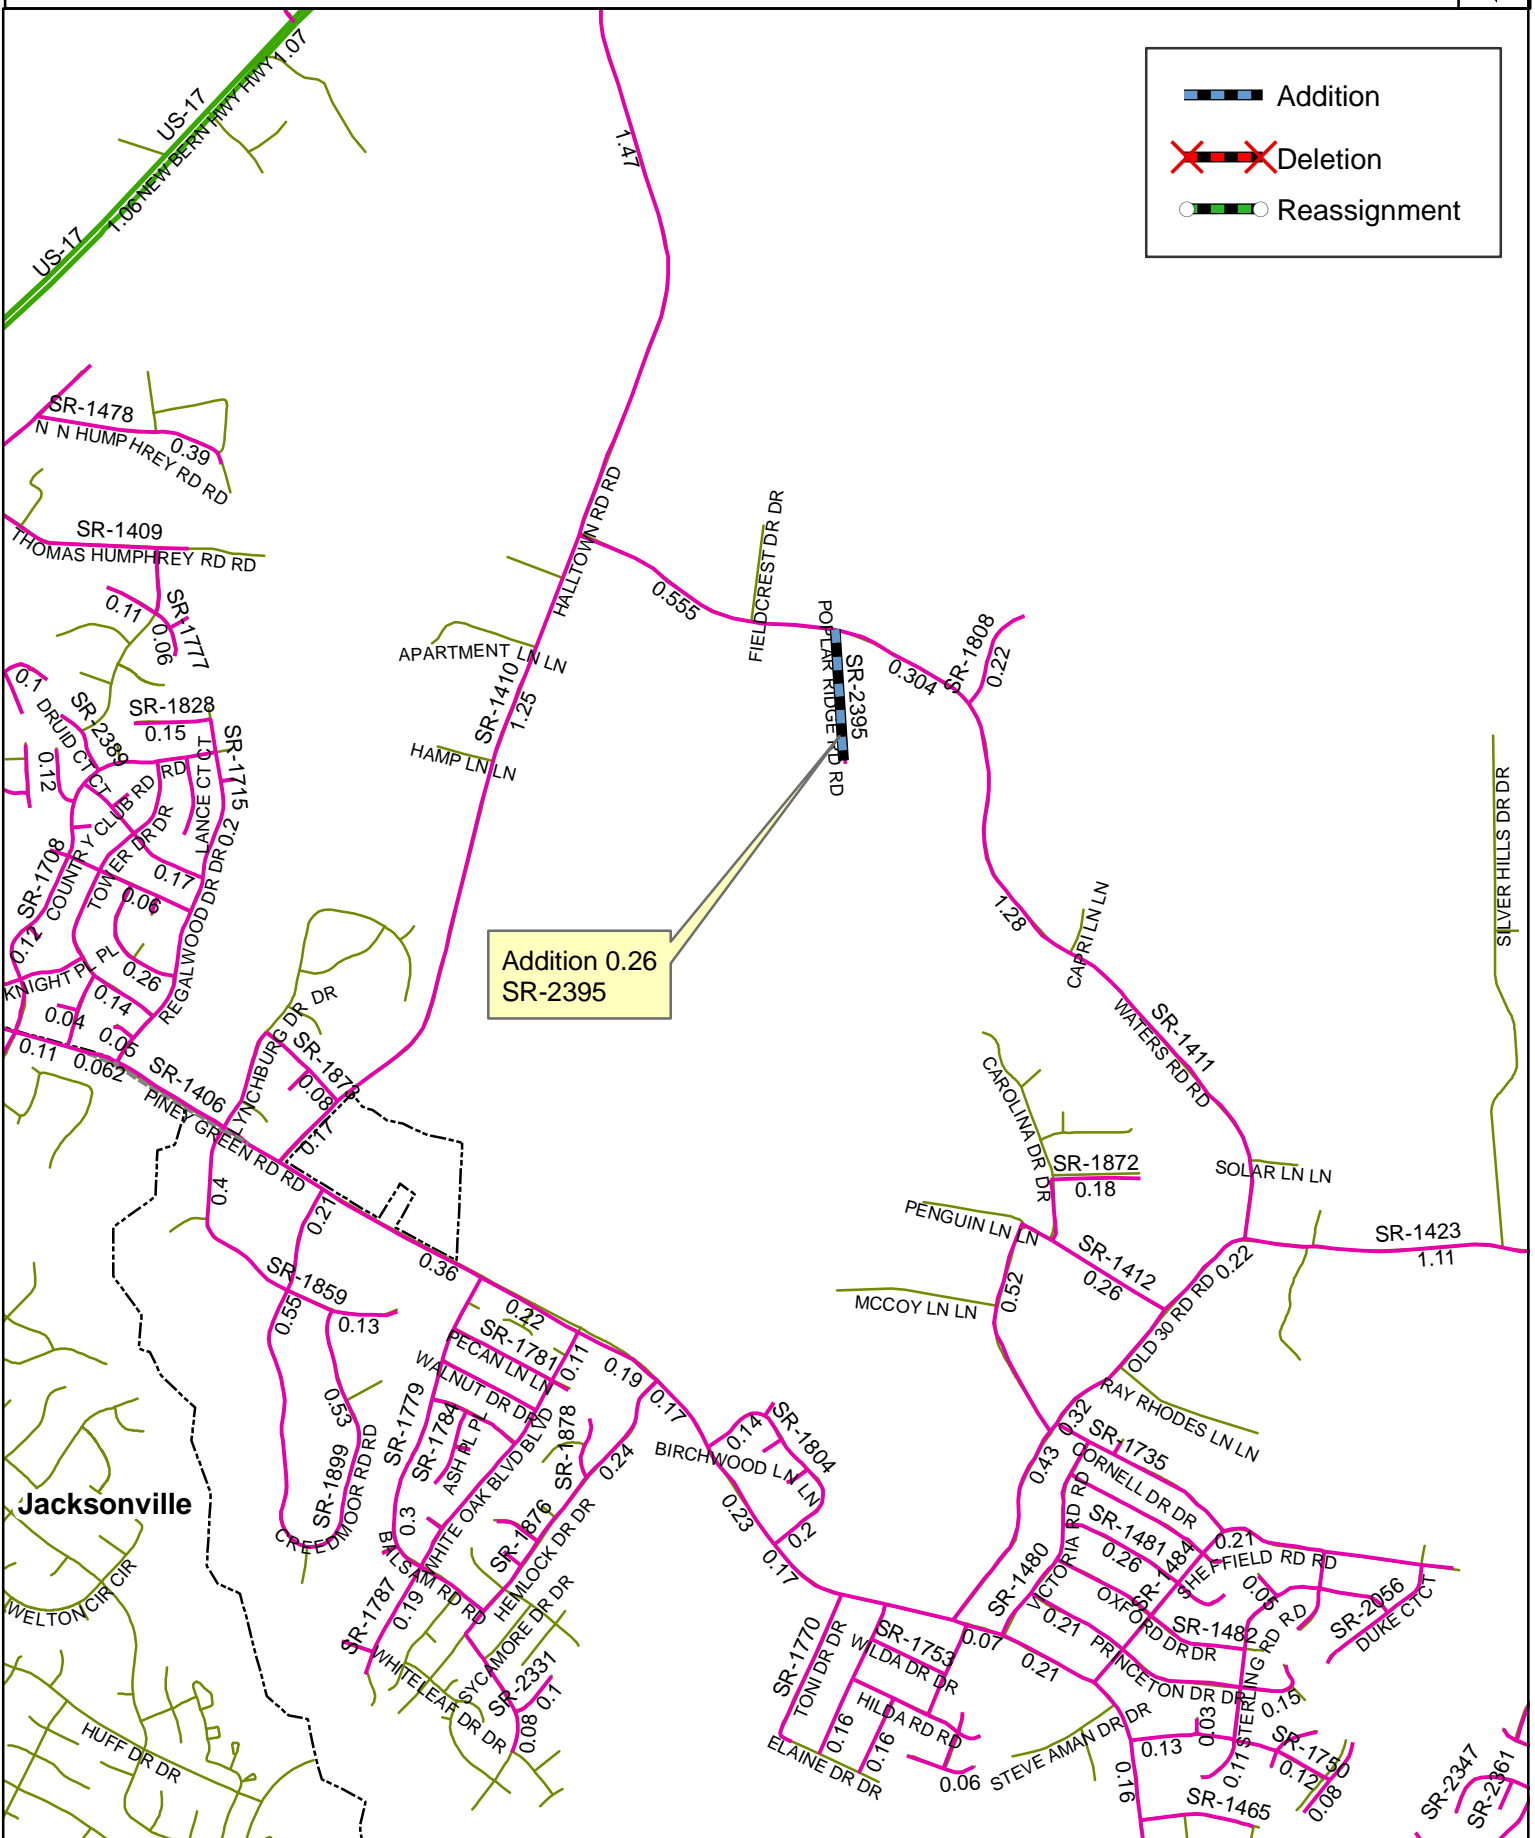 Addition
Deletion
Reassignment
US-17
1.07
NEW BERN HWY HWY
1.06
US-17
1.47
SR-1478
N N HUMPHREY RD RD
0.39
SR-1409
THOMAS HUMPHREY RD RD
0.11
SR-1777
0.06
HALLTOWN RD RD
0.555
FIELDCREST DR DR
POPLAR RIDGE RD RD
SR-2395
0.304
SR-1808
0.22
APARTMENT LN LN
SR-1410
1.25
HAMP LN LN
0.1
DRUID CT CT
SR-2389
SR-1828
0.15
SR-1715
0.12
COUNTRY CLUB RD RD
LANCE CT CT
TOWER DR DR
SR-1708
0.2
0.17
0.06
REGALWOOD DR DR
0.12
KNIGHT PL PL
0.26
0.14
0.04
0.05
0.11
0.062
Addition 0.26
SR-2395
SILVER HILLS DR DR
1.28
CAPRI LN LN
SR-1411
WATERS RD RD
LYNCHBURG DR DR
SR-1873
0.08
SR-1406
PINEY GREEN RD RD
0.17
CAROLINA DR DR
SR-1872
0.18
SOLAR LN LN
PENGUIN LN LN
SR-1423
1.11
SR-1412
0.26
0.22
0.52
MCCOY LN LN
OLD 30 RD RD
RAY RHODES LN LN
0.4
0.21
0.36
SR-1859
0.55
0.13
0.22
SR-1781
PECAN LN LN
0.11
0.19
WALNUT DR DR
0.17
SR-1779
SR-1784
ASH PL PL
WHITE OAK BLVD BLVD
SR-1878
0.24
0.53
SR-1899
CREEDMOOR RD RD
0.3
BALSAM RD RD
SR-1876
HEMLOCK DR DR
BIRCHWOOD LN LN
0.14
SR-1804
0.23
0.2
0.17
0.32
0.43
SR-1735
CORNELL DR DR
VICTORIA RD RD
SR-1481
0.26
0.21
SHEFFIELD RD RD
SR-1484
SR-1480
0.05
OXFORD DR DR
SR-1482
0.21
PRINCETON DR DR
STERLING RD RD
SR-2056
DUKE CT CT
Jacksonville
WELTON CIR CIR
SR-1787
0.19
WHITELEAF DR DR
SYCAMORE DR DR
SR-2331
0.1
0.08
HUFF DR DR
SR-1770
TONI DR DR
SR-1753
WILDA DR DR
0.07
0.21
HILDA RD RD
0.16
0.16
ELAINE DR DR
0.06
STEVE AMAN DR DR
0.15
0.03
0.13
0.11
SR-1750
0.12
0.08
0.16
SR-1465
SR-2347
SR-2361